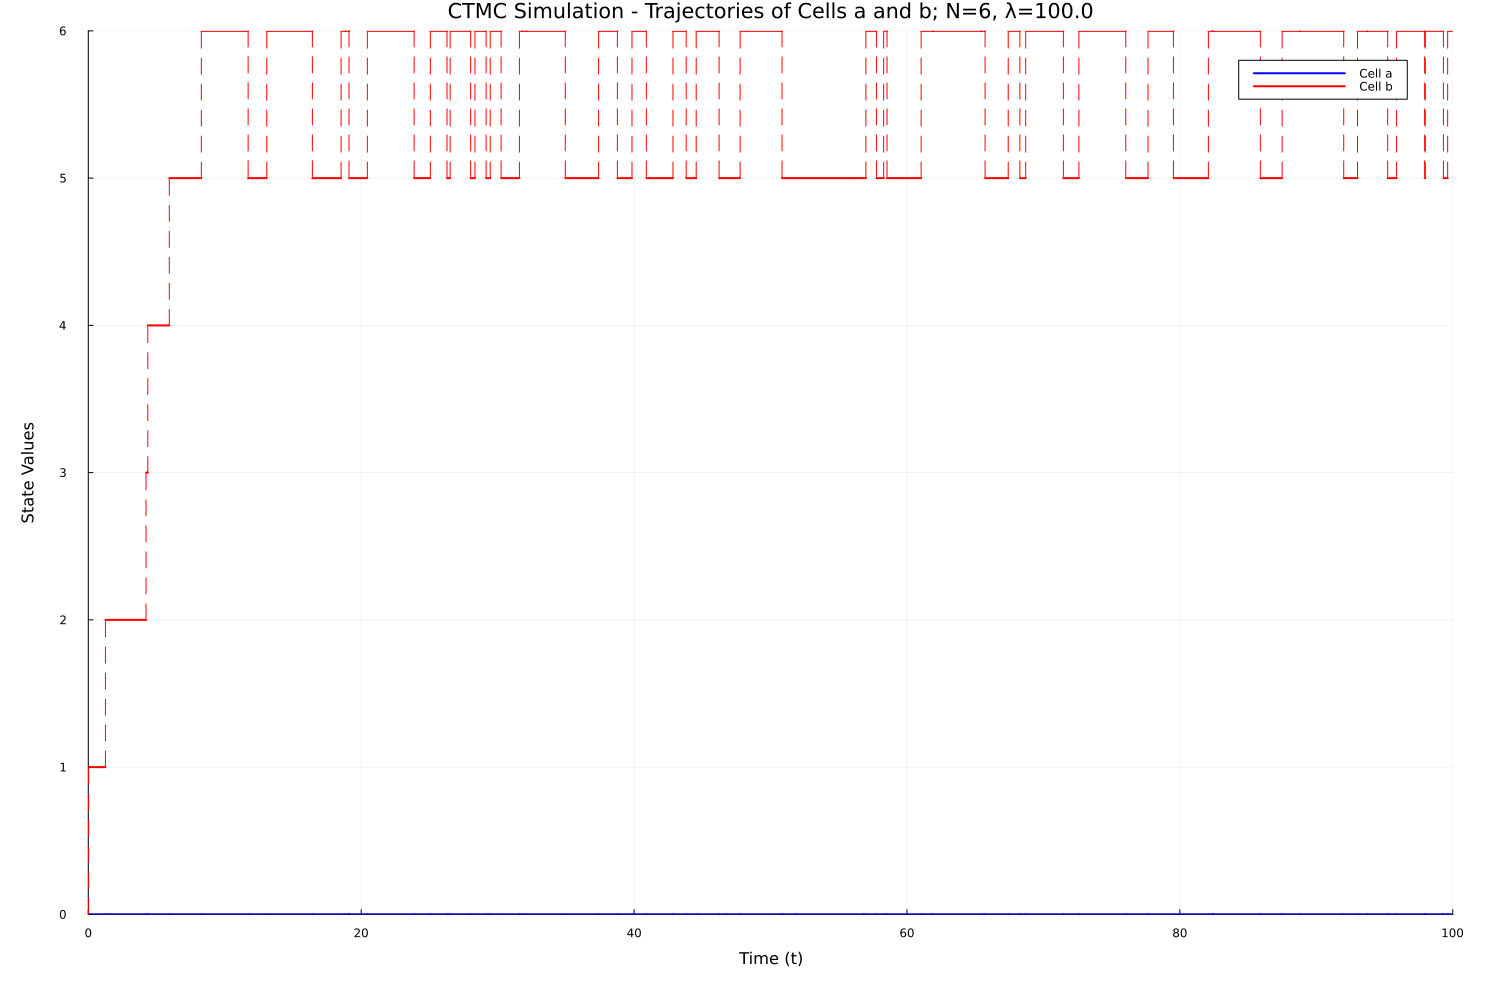 CTMC Simulation - Trajectories of Cells a and b; N=6, λ=100.0
6
Cell a
Cell b
5
4
State Values
3
2
1
0
0 20 40 60 80 100
Time (t)